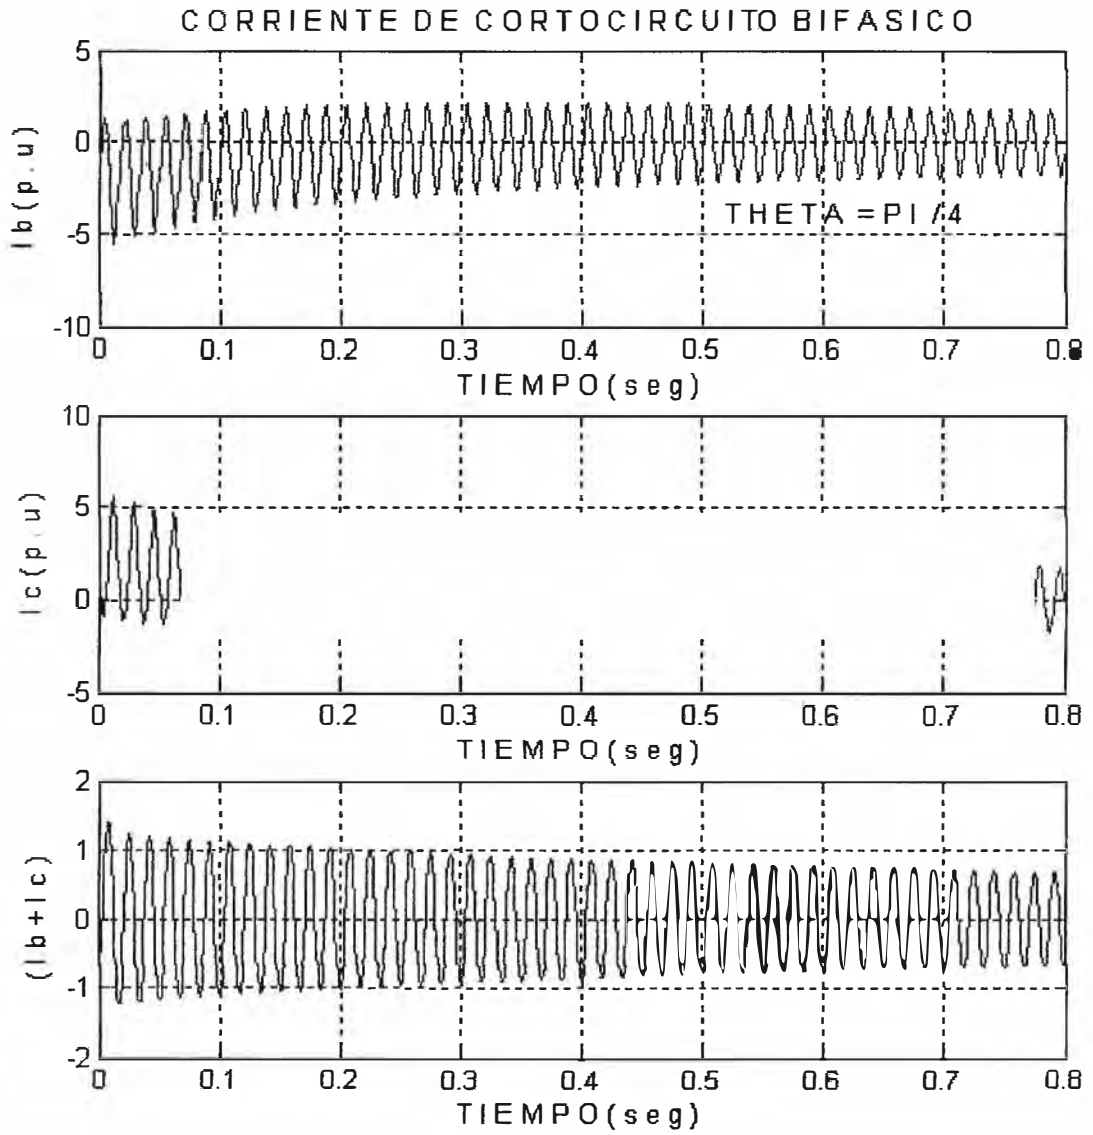 CORRIENTE DE CORTOCIRCUITO BIFASICO
5
0
-5
-10
Ib(p.u)
THETA = PI /4
0 0.1 0.2 0.3 0.4 0.5 0.6 0.7 0.8
TIEMPO(seg)
10
5
0
-5
Ic(p.u)
0 0.1 0.2 0.3 0.4 0.5 0.6 0.7 0.8
TIEMPO(seg)
2
1
0
-1
-2
(Ib+Ic)
0 0.1 0.2 0.3 0.4 0.5 0.6 0.7 0.8
TIEMPO(seg)